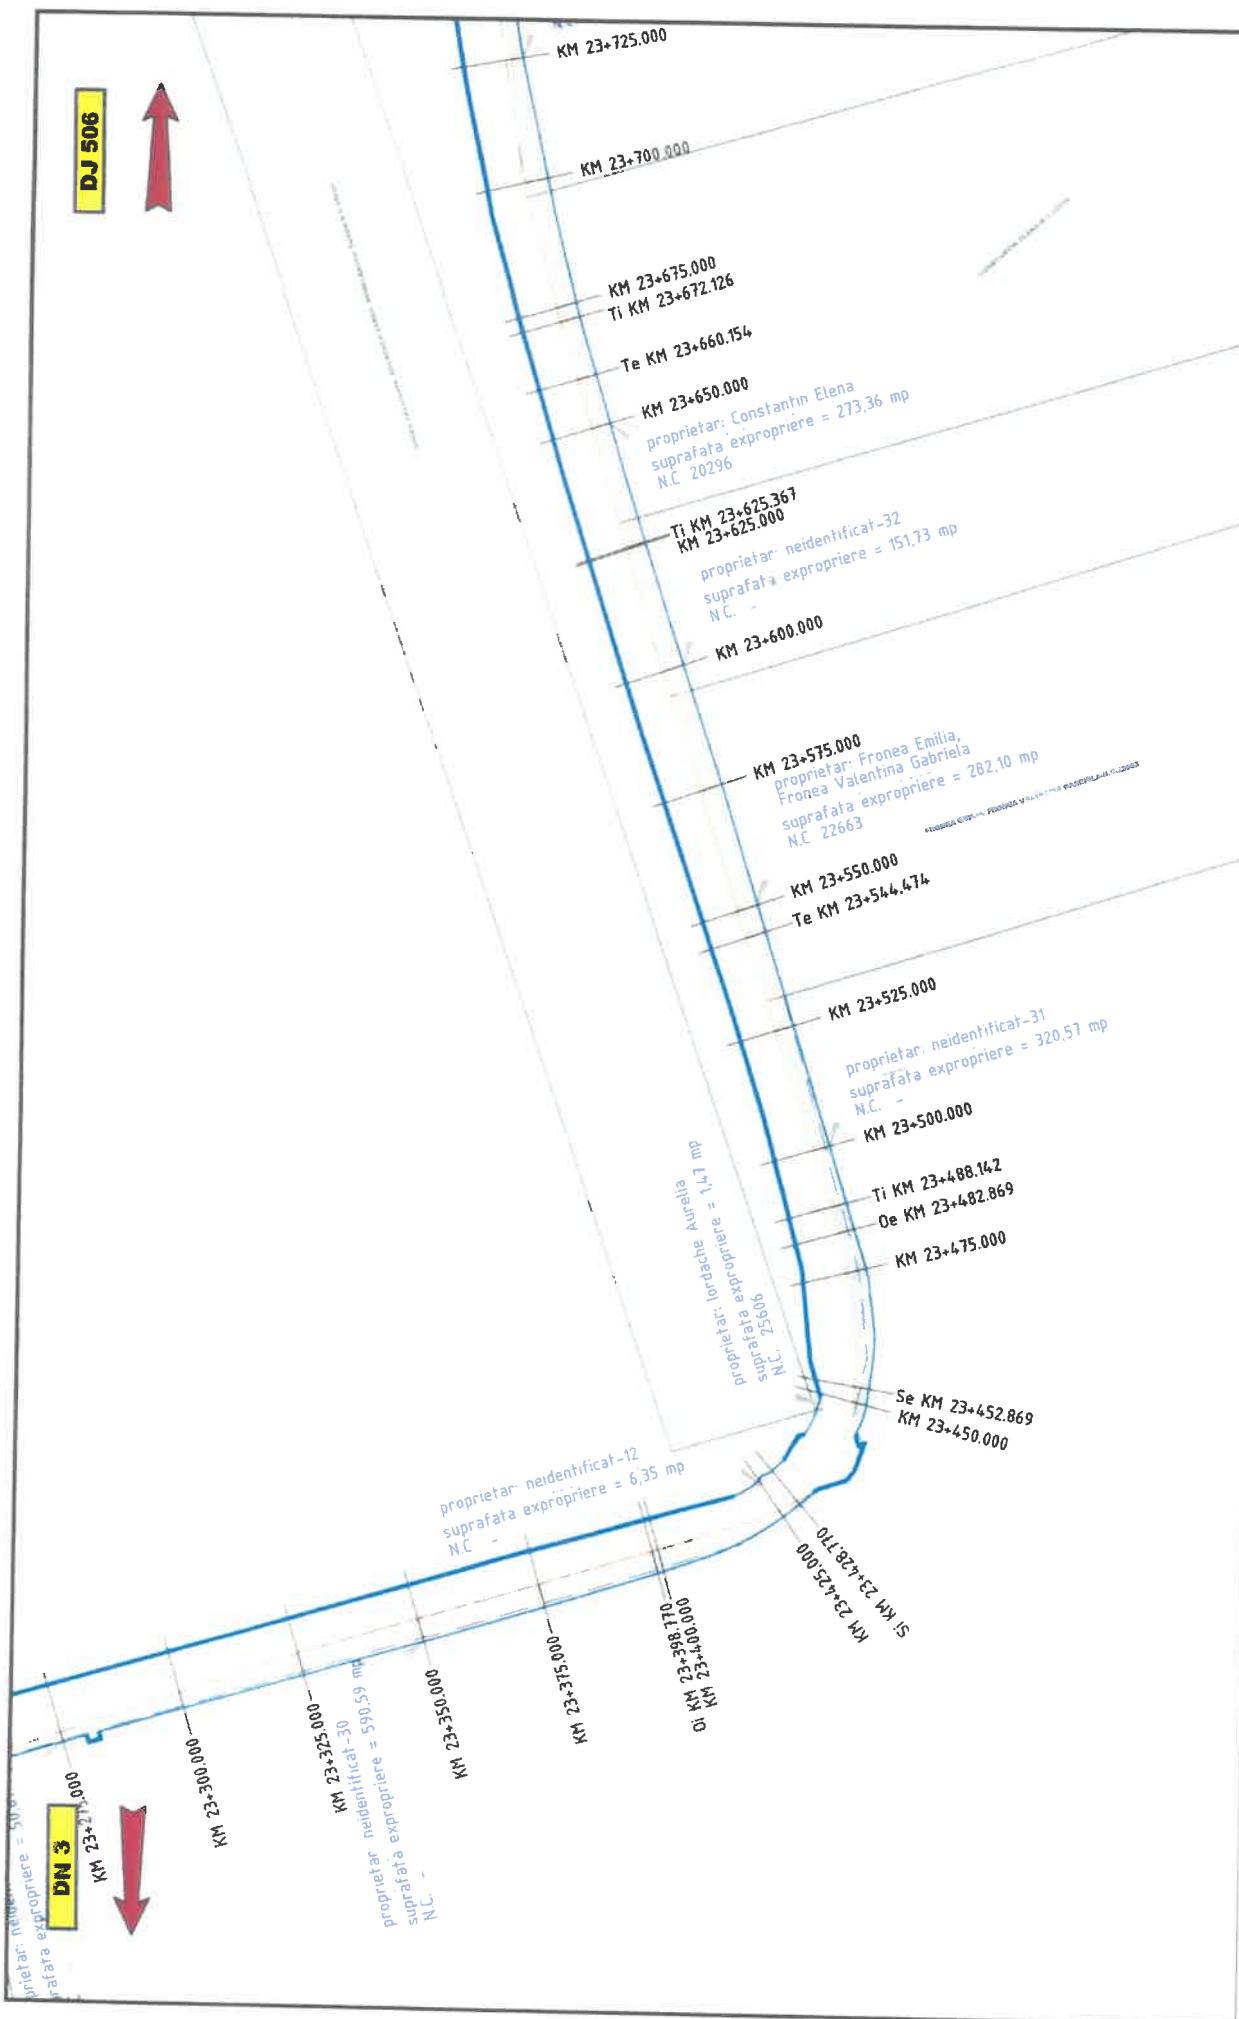 DJ 506
KM 23+725.000
KM 23+700.000
KM 23+675.000
Ti KM 23+672.126
Te KM 23+660.154
KM 23+650.000
proprietar: Constantin Elena
suprafata expropriere = 273,36 mp
N.C. 20296
Ti KM 23+625.367
KM 23+625.000
proprietar: neidentificat-32
suprafata expropriere = 151,73 mp
N.C. -
KM 23+600.000
KM 23+575.000
proprietar: Fronea Emilia,
Fronea Valentina Gabriela
suprafata expropriere = 282,10 mp
N.C. 22663
KM 23+550.000
Te KM 23+544.474
KM 23+525.000
proprietar: neidentificat-31
suprafata expropriere = 320,57 mp
N.C. -
KM 23+500.000
Ti KM 23+488.142
Oe KM 23+482.869
KM 23+475.000
proprietar: Iordache Aurelia
suprafata expropriere = 1,47 mp
N.C. 25606
Se KM 23+452.869
KM 23+450.000
proprietar: neidentificat-12
suprafata expropriere = 6,35 mp
N.C. -
Si KM 23+428.770
KM 23+425.000
KM 23+400.000
Oi KM 23+398.770
KM 23+375.000
KM 23+350.000
KM 23+325.000
proprietar: neidentificat-30
suprafata expropriere = 590,59 mp
N.C. -
KM 23+300.000
KM 23+275.000
DN 3
prietar:
rafata expropriere =